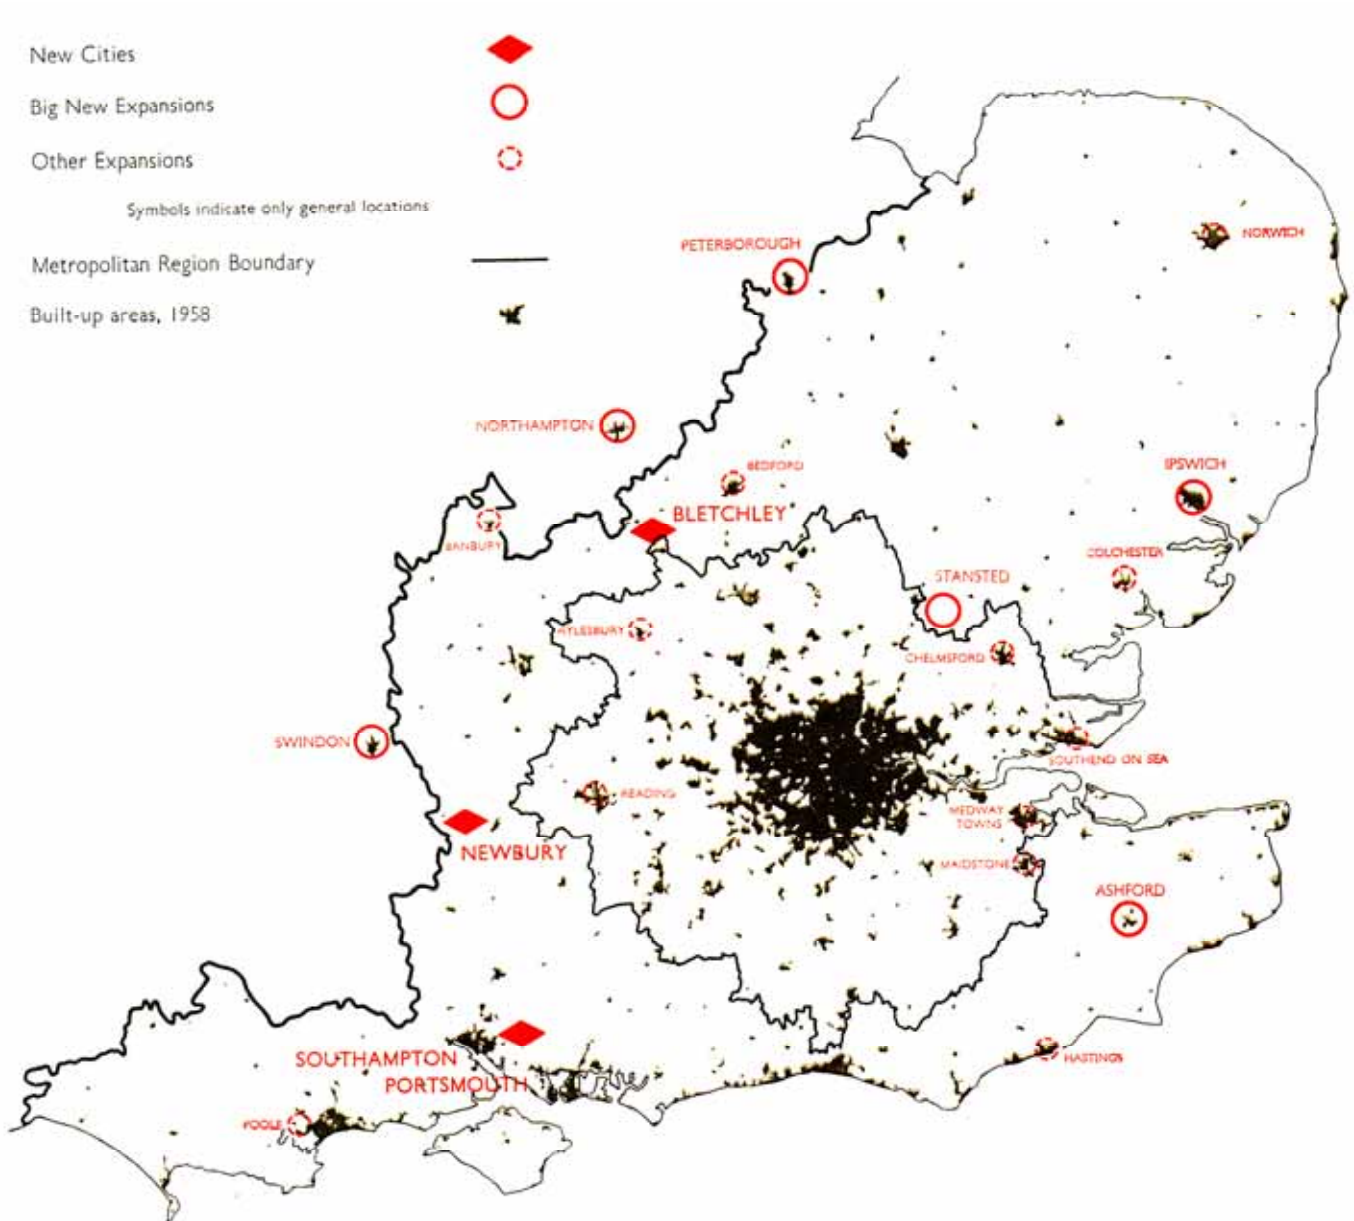 New Cities
Big New Expansions
Other Expansions
Symbols indicate only general locations
Metropolitan Region Boundary
Built-up areas, 1958
NORWICH
PETERBOROUGH
NORTHAMPTON
BEDFORD
IPSWICH
BLETCHLEY
BANBURY
COLCHESTER
STANSTED
AYLESBURY
CHELMSFORD
SWINDON
SOUTHEND ON SEA
READING
MEDWAY
TOWNS
NEWBURY
MAIDSTONE
ASHFORD
SOUTHAMPTON
PORTSMOUTH
HASTINGS
POOLE